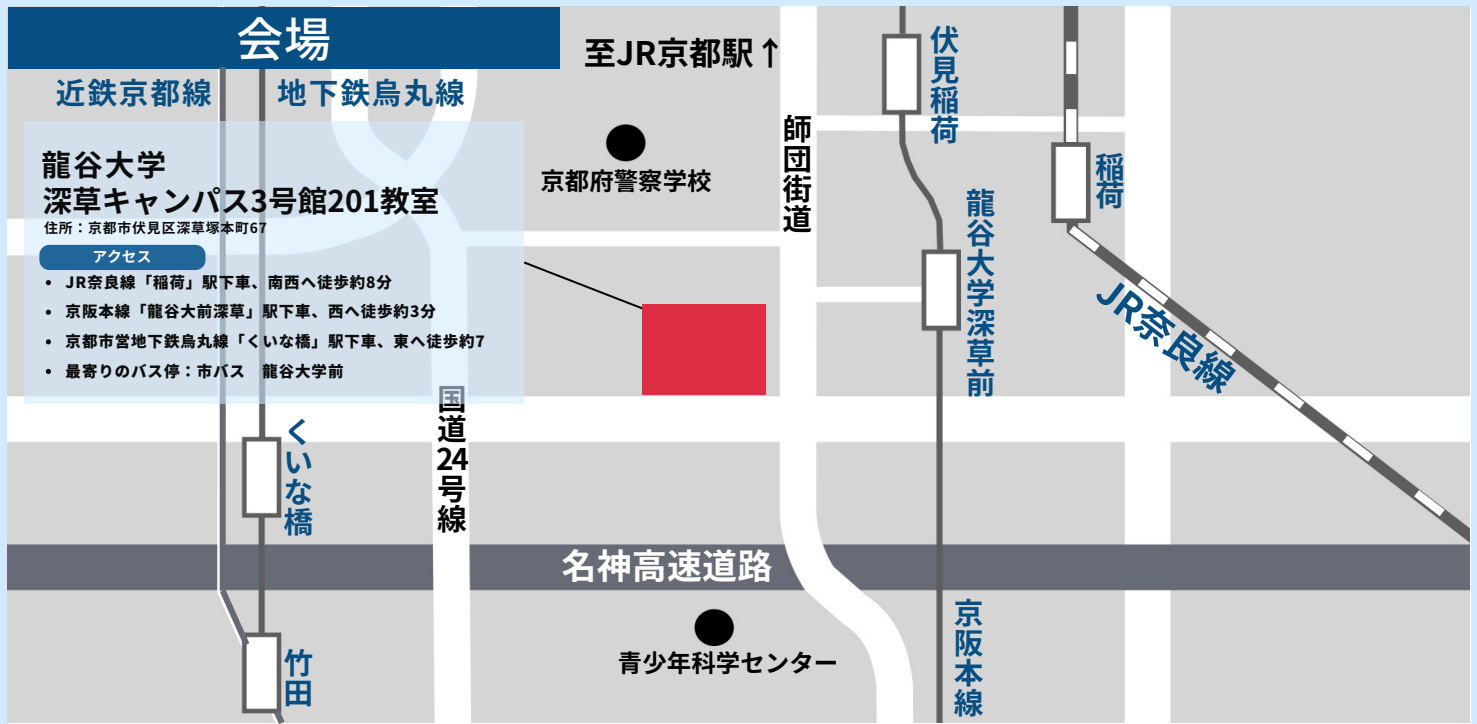 会場
至JR京都駅↑
近鉄京都線
地下鉄烏丸線
龍谷大学
深草キャンパス3号館201教室
住所：京都市伏見区深草塚本町67
アクセス
• JR奈良線「稲荷」駅下車、南西へ徒歩約8分
• 京阪本線「龍谷大前深草」駅下車、西へ徒歩約3分
• 京都市営地下鉄烏丸線「くいな橋」駅下車、東へ徒歩約7
• 最寄りのバス停：市バス　龍谷大学前
京都府警察学校
師団街道
伏見稲荷
稲荷
龍谷大学深草前
JR奈良線
国道24号線
くいな橋
名神高速道路
竹田
青少年科学センター
京阪本線